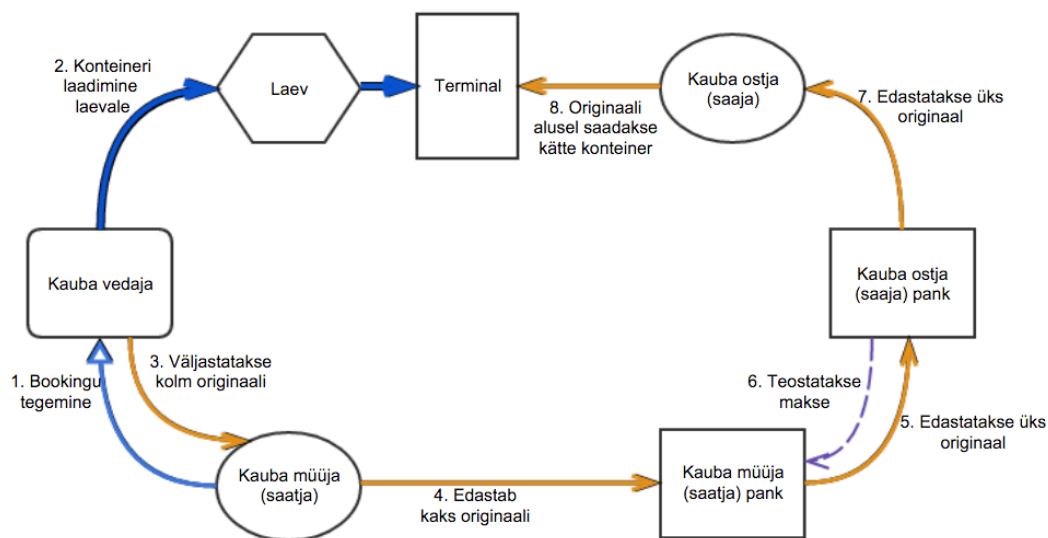 2. Konteineri
laadimine
laevale
Laev
Terminal
Kauba ostja
(saaja)
8. Originaali
alusel saadakse
kätte konteiner
7. Edastatakse üks
originaal
Kauba vedaja
Kauba ostja
(saaja) pank
3. Väljastatakse
kolm originaali
1. Bookingu
tegemine
6. Teostatakse
makse
5. Edastatakse üks
originaal
Kauba müüja
(saatja)
4. Edastab
kaks originaali
Kauba müüja
(saatja) pank